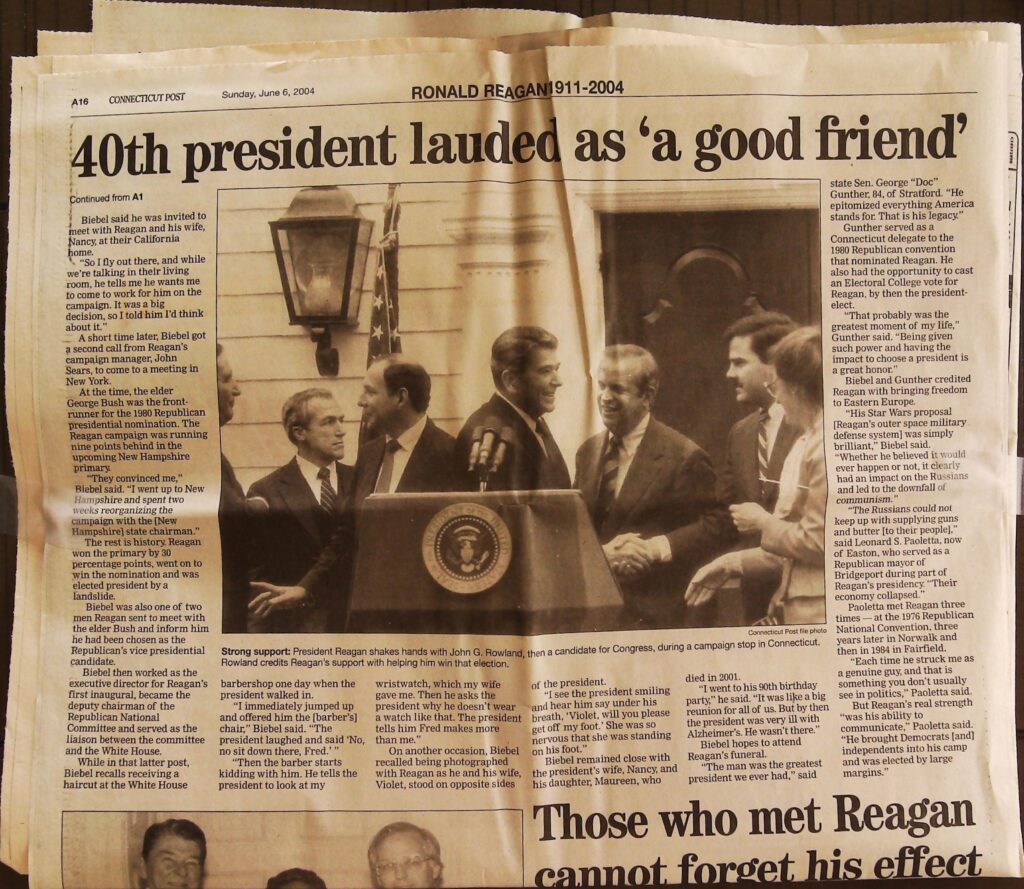 A16 CONNECTICUT POST Sunday, June 6, 2004 RONALD REAGAN 1911-2004
40th president lauded as ‘a good friend’
Continued from A1
Biebel said he was invited to
meet with Reagan and his wife,
Nancy, at their California
home.
“So I fly out there, and while
we're talking in their living
room, he tells me he wants me
to come to work for him on the
campaign. It was a big
decision, so I told him I'd think
about it.”
A short time later, Biebel got
a second call from Reagan's
campaign manager, John
Sears, to come to a meeting in
New York.
At the time, the elder
George Bush was the front-
runner for the 1980 Republican
presidential nomination. The
Reagan campaign was running
nine points behind in the
upcoming New Hampshire
primary.
“They convinced me,”
Biebel said. “I went up to New
Hampshire and spent two
weeks reorganizing the
campaign with the [New
Hampshire] state chairman.”
The rest is history. Reagan
won the primary by 30
percentage points, went on to
win the nomination and was
elected president by a
landslide.
Biebel was also one of two
men Reagan sent to meet with
the elder Bush and inform him
he had been chosen as the
Republican's vice presidential
candidate.
Biebel then worked as the
executive director for Reagan's
first inaugural, became the
deputy chairman of the
Republican National
Committee and served as the
liaison between the committee
and the White House.
While in that latter post,
Biebel recalls receiving a
haircut at the White House
Connecticut Post file photo
Strong support: President Reagan shakes hands with John G. Rowland, then a candidate for Congress, during a campaign stop in Connecticut.
Rowland credits Reagan's support with helping him win that election.
barbershop one day when the
president walked in.
“I immediately jumped up
and offered him the [barber's]
chair,” Biebel said. “The
president laughed and said ‘No,
no sit down there, Fred.’ ”
“Then the barber starts
kidding with him. He tells the
president to look at my
wristwatch, which my wife
gave me. Then he asks the
president why he doesn't wear
a watch like that. The president
tells him Fred makes more
than me.”
On another occasion, Biebel
recalled being photographed
with Reagan as he and his wife,
Violet, stood on opposite sides
of the president.
“I see the president smiling
and hear him say under his
breath, ‘Violet, will you please
get off my foot.’ She was so
nervous that she was standing
on his foot.”
Biebel remained close with
the president's wife, Nancy, and
his daughter, Maureen, who
died in 2001.
“I went to his 90th birthday
party,” he said. “It was like a big
reunion for all of us. But by then
the president was very ill with
Alzheimer's. He wasn't there.”
Biebel hopes to attend
Reagan's funeral.
“The man was the greatest
president we ever had,” said
state Sen. George “Doc”
Gunther, 84, of Stratford. “He
epitomized everything America
stands for. That is his legacy.”
Gunther served as a
Connecticut delegate to the
1980 Republican convention
that nominated Reagan. He
also had the opportunity to cast
an Electoral College vote for
Reagan, by then the president-
elect.
“That probably was the
greatest moment of my life,”
Gunther said. “Being given
such power and having the
impact to choose a president is
a great honor.”
Biebel and Gunther credited
Reagan with bringing freedom
to Eastern Europe.
“His Star Wars proposal
[Reagan's outer space military
defense system] was simply
brilliant,” Biebel said.
“Whether he believed it would
ever happen or not, it clearly
had an impact on the Russians
and led to the downfall of
communism.”
“The Russians could not
keep up with supplying guns
and butter [to their people],”
said Leonard S. Paoletta, now
of Easton, who served as a
Republican mayor of
Bridgeport during part of
Reagan's presidency. “Their
economy collapsed.”
Paoletta met Reagan three
times — at the 1976 Republican
National Convention, three
years later in Norwalk and
then in 1984 in Fairfield.
“Each time he struck me as
a genuine guy, and that is
something you don't usually
see in politics,” Paoletta said.
But Reagan's real strength
“was his ability to
communicate,” Paoletta said.
“He brought Democrats [and]
independents into his camp
and was elected by large
margins.”
Those who met Reagan
cannot forget his effect